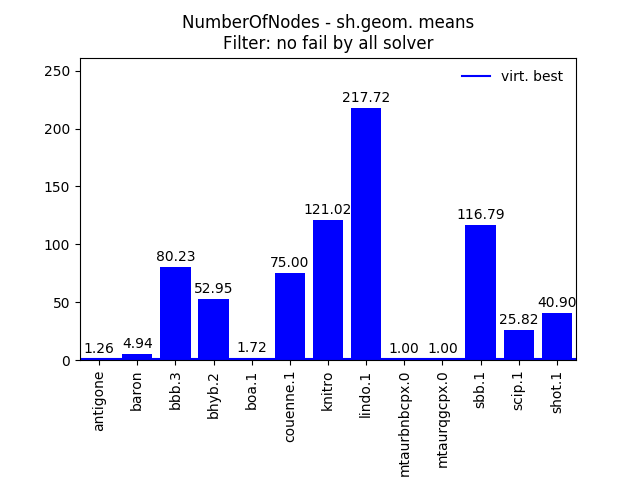 NumberOfNodes - sh.geom. means
Filter: no fail by all solver
virt. best
250
200
150
100
50
0
1.26
4.94
80.23
52.95
1.72
75.00
121.02
217.72
1.00
1.00
116.79
25.82
40.90
antigone
baron
bbb.3
bhyb.2
boa.1
couenne.1
knitro
lindo.1
mtaurbnbcpx.0
mtaurqgcpx.0
sbb.1
scip.1
shot.1